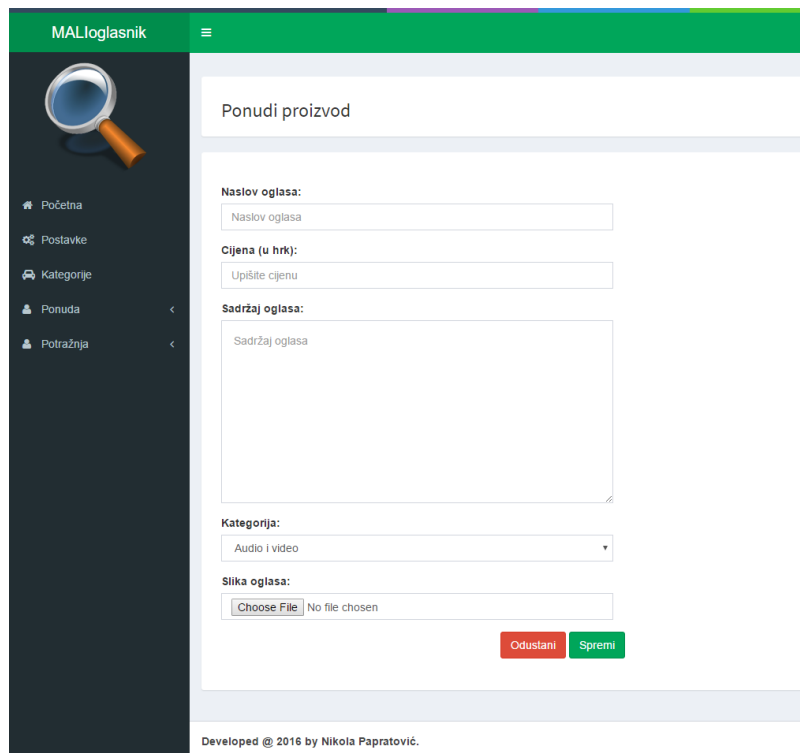 MALIoglasnik
Početna
Postavke
Kategorije
Ponuda
Potražnja
Ponudi proizvod
Naslov oglasa:
Naslov oglasa
Cijena (u hrk):
Upišite cijenu
Sadržaj oglasa:
Sadržaj oglasa
Kategorija:
Audio i video
Slika oglasa:
Choose File No file chosen
Odustani Spremi
Developed @ 2016 by Nikola Papratović.